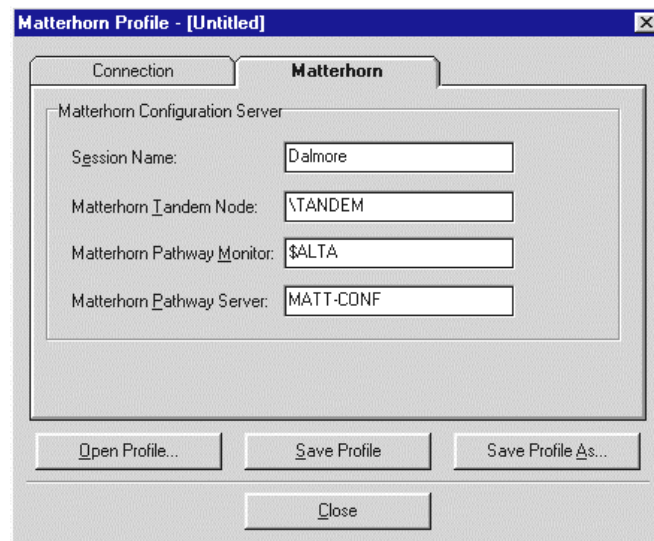 Matterhorn Profile - [Untitled]
Connection
Matterhorn
Matterhorn Configuration Server
Session Name: Dalmore
Matterhorn Tandem Node: \TANDEM
Matterhorn Pathway Monitor: $ALTA
Matterhorn Pathway Server: MATT-CONF
Open Profile... Save Profile Save Profile As...
Close